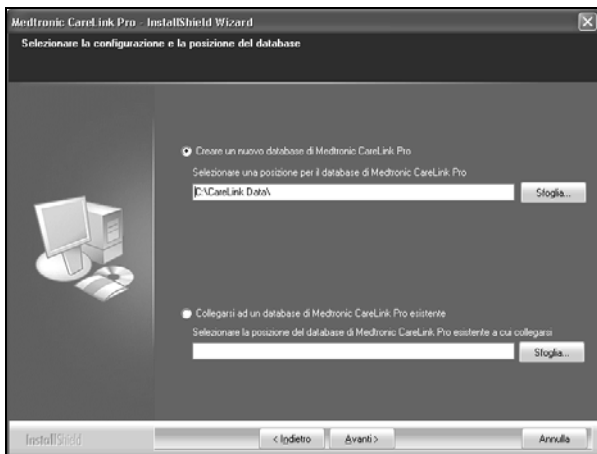 Medtronic CareLink Pro - InstallShield Wizard
Selezionare la configurazione e la posizione del database
Creare un nuovo database di Medtronic CareLink Pro
Selezionare una posizione per il database di Medtronic CareLink Pro
C:\CareLink Data\
Sfoglia...
Collegarsi ad un database di Medtronic CareLink Pro esistente
Selezionare la posizione del database di Medtronic CareLink Pro esistente a cui collegarsi
Sfoglia...
InstallShield
< Indietro
Avanti >
Annulla